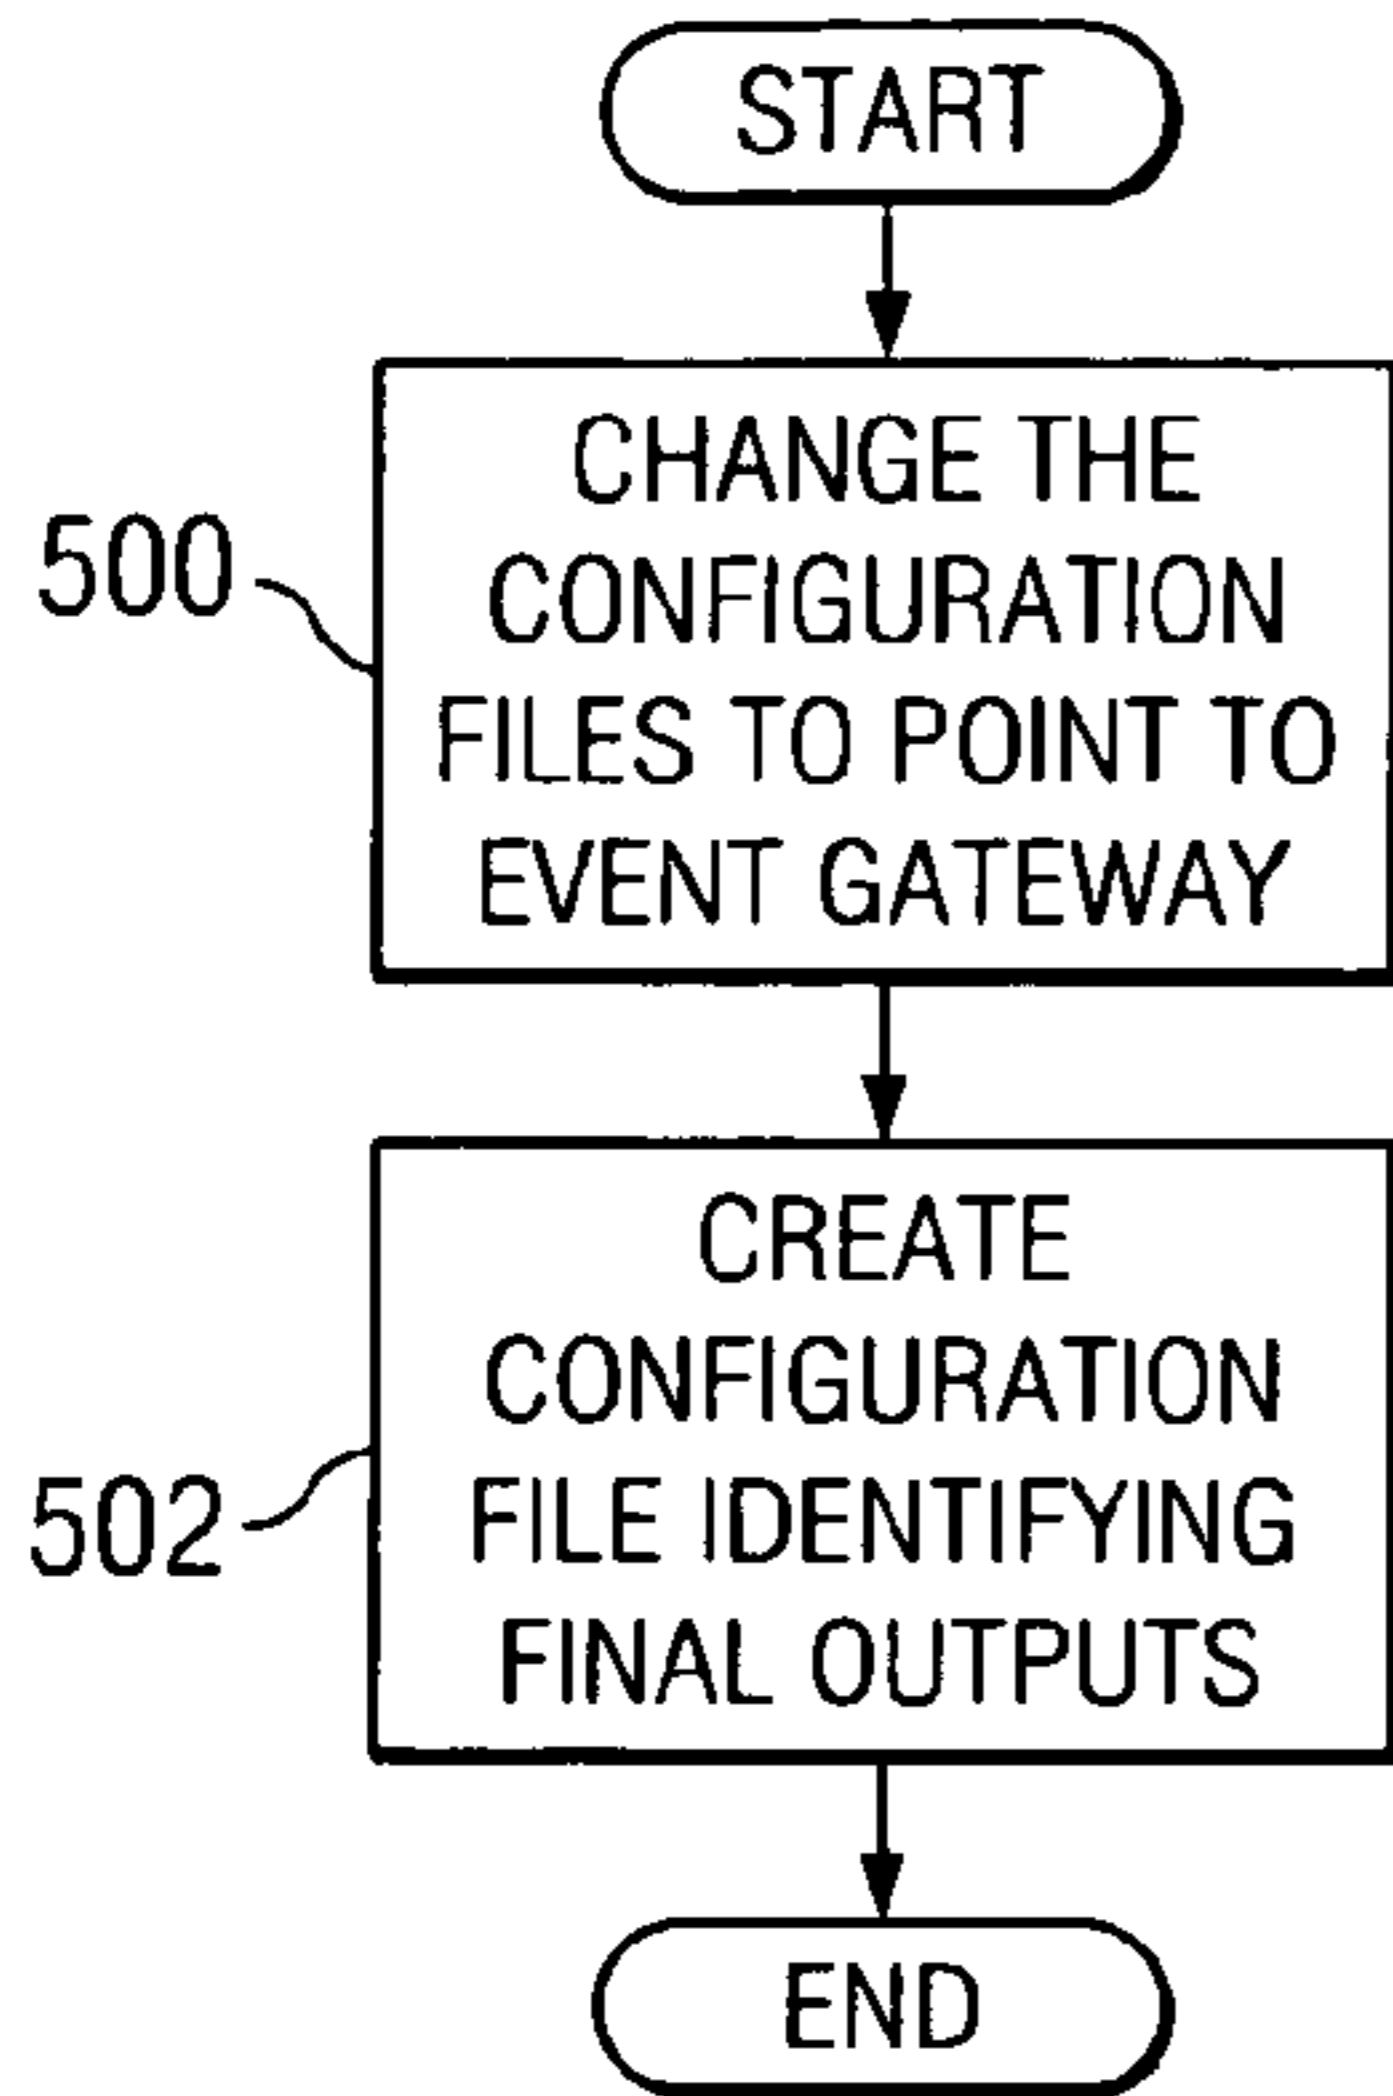 START
CHANGE THE
CONFIGURATION
FILES TO POINT TO
EVENT GATEWAY
500
CREATE
CONFIGURATION
FILE IDENTIFYING
FINAL OUTPUTS
502
END